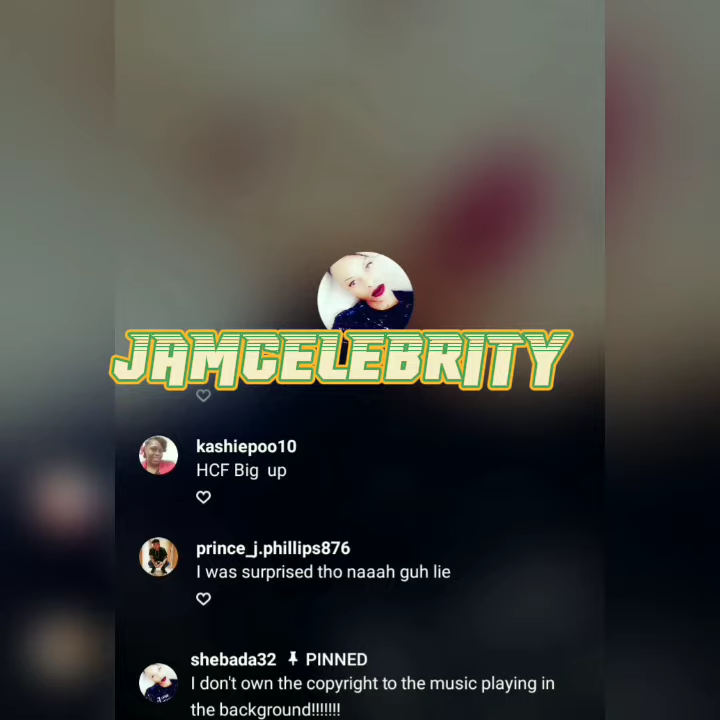 JAMCELEBRITY
kashiepoo10
HCF Big up
prince_j.phillips876
I was surprised tho naaah guh lie
shebada32 PINNED
I don't own the copyright to the music playing in
the background!!!!!!!